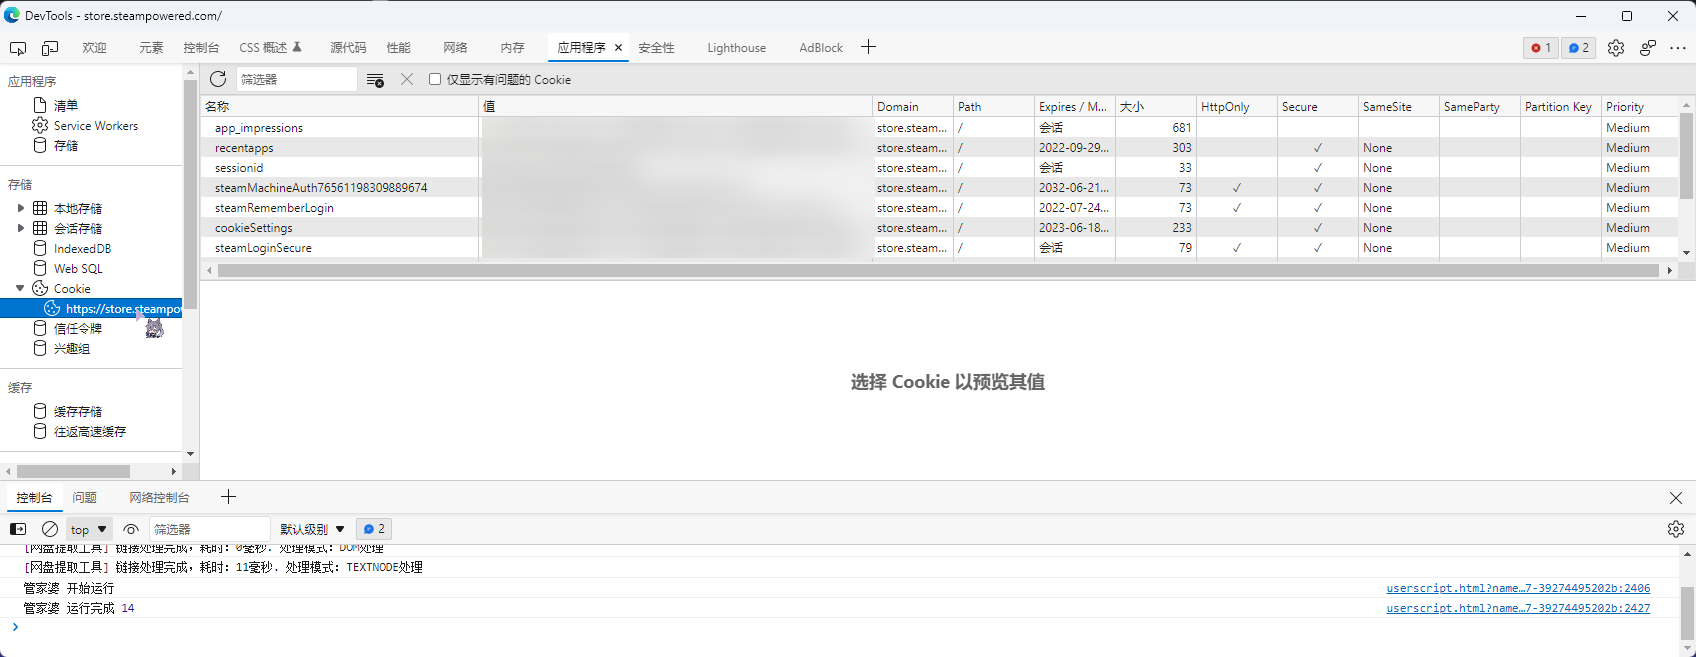 DevTools - store.steampowered.com/
欢迎 元素 控制台 CSS 概述 源代码 性能 网络 内存 应用程序 安全性 Lighthouse AdBlock 1 2
应用程序
清单
Service Workers
存储
存储
本地存储
会话存储
IndexedDB
Web SQL
Cookie
https://store.steampow
信任令牌
兴趣组
缓存
缓存存储
往返高速缓存
筛选器 仅显示有问题的 Cookie
名称 值 Domain Path Expires / M... 大小 HttpOnly Secure SameSite SameParty Partition Key Priority
app_impressions store.steam... / 会话 681 Medium
recentapps store.steam... / 2022-09-29... 303 ✓ None Medium
sessionid store.steam... / 会话 33 ✓ None Medium
steamMachineAuth76561198309889674 store.steam... / 2032-06-21... 73 ✓ ✓ None Medium
steamRememberLogin store.steam... / 2022-07-24... 73 ✓ ✓ None Medium
cookieSettings store.steam... / 2023-06-18... 233 ✓ None Medium
steamLoginSecure store.steam... / 会话 79 ✓ ✓ None Medium
选择 Cookie 以预览其值
控制台 问题 网络控制台
top 筛选器 默认级别 2
[网盘提取工具] 链接处理完成，耗时：0毫秒. 处理模式：DOM处理
[网盘提取工具] 链接处理完成，耗时：11毫秒. 处理模式：TEXTNODE处理
管家婆 开始运行 userscript.html?name…7-39274495202b:2406
管家婆 运行完成 14 userscript.html?name…7-39274495202b:2427